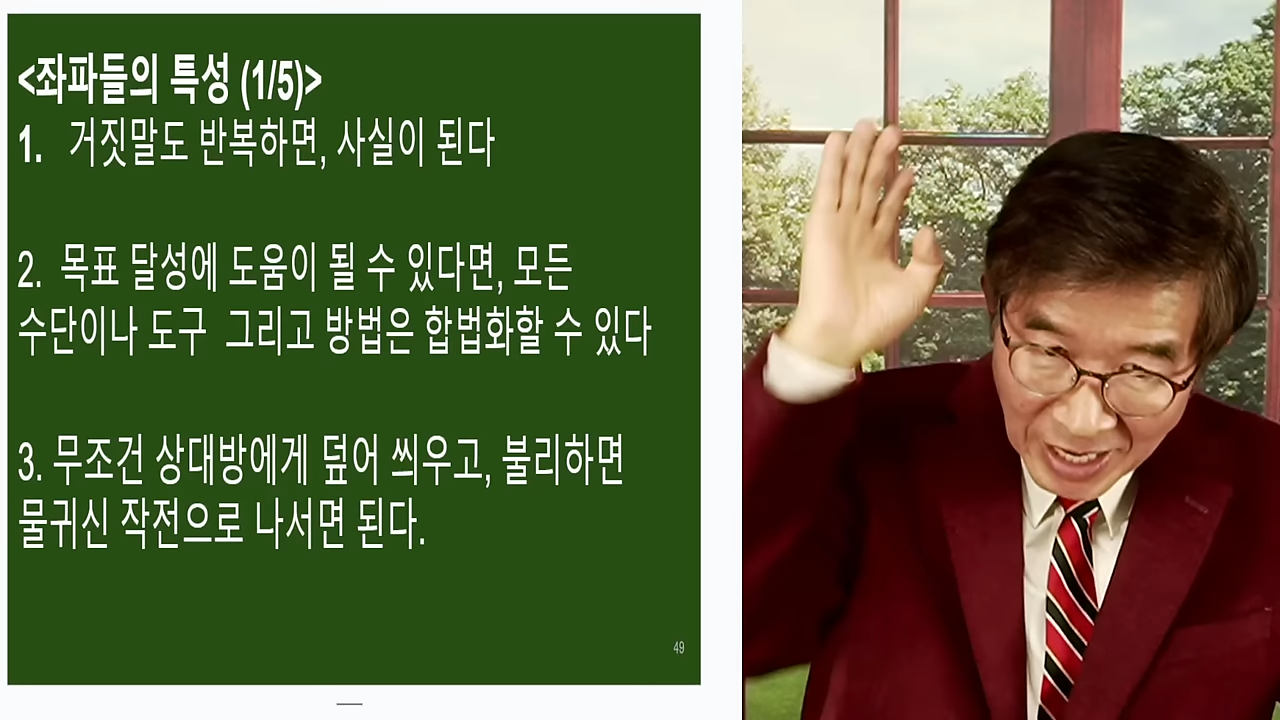 <좌파들의 특성 (1/5)>
1. 거짓말도 반복하면, 사실이 된다
2. 목표 달성에 도움이 될 수 있다면, 모든
수단이나 도구 그리고 방법은 합법화할 수 있다
3. 무조건 상대방에게 덮어 씌우고, 불리하면
물귀신 작전으로 나서면 된다.
49